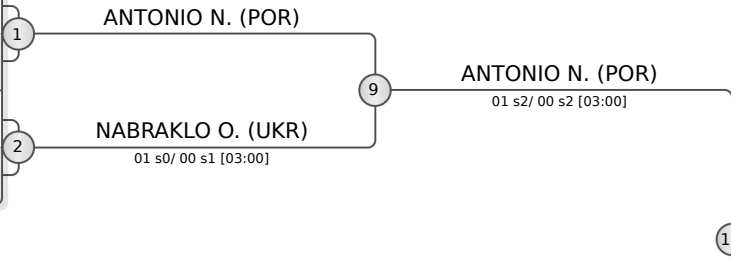 ANTONIO N. (POR)
1
9
ANTONIO N. (POR)
01 s2/ 00 s2 [03:00]
NABRAKLO O. (UKR)
2
01 s0/ 00 s1 [03:00]